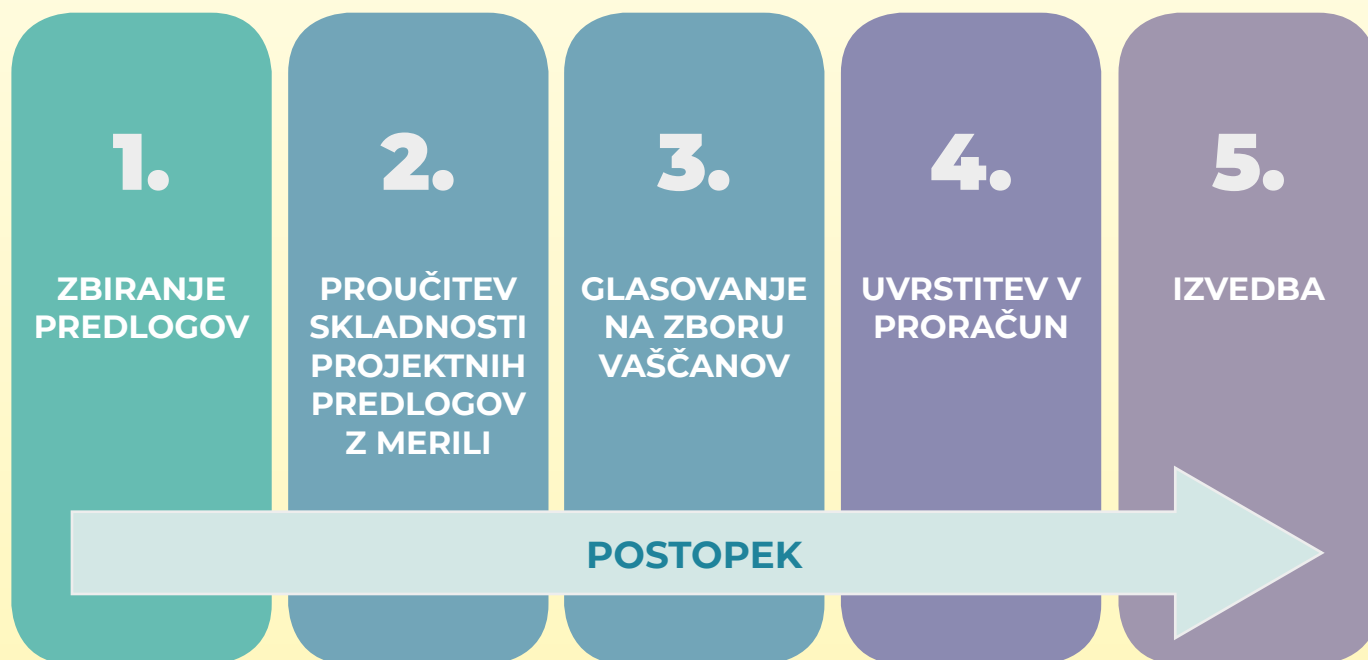 1.
ZBIRANJE
PREDLOGOV
2.
PROUČITEV
SKLADNOSTI
PROJEKTNIH
PREDLOGOV
Z MERILI
3.
GLASOVANJE
NA ZBORU
VAŠČANOV
4.
UVRSTITEV V
PRORAČUN
5.
IZVEDBA
POSTOPEK